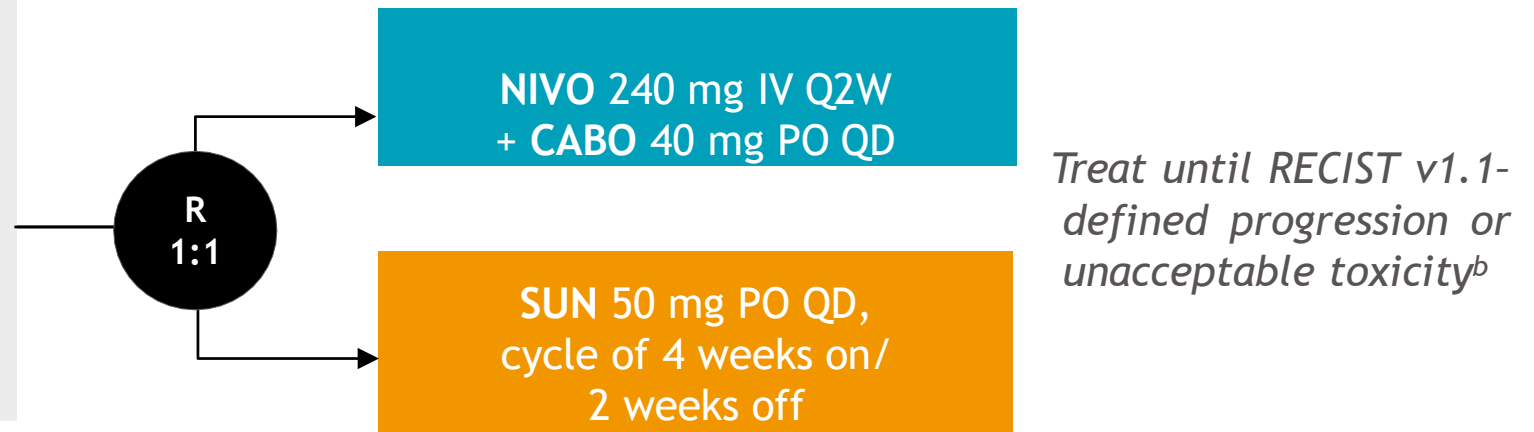 R
1:1
NIVO 240 mg IV Q2W
+ CABO 40 mg PO QD
SUN 50 mg PO QD,
cycle of 4 weeks on/
2 weeks off
Treat until RECIST v1.1–
defined progression or
unacceptable toxicityᵇ